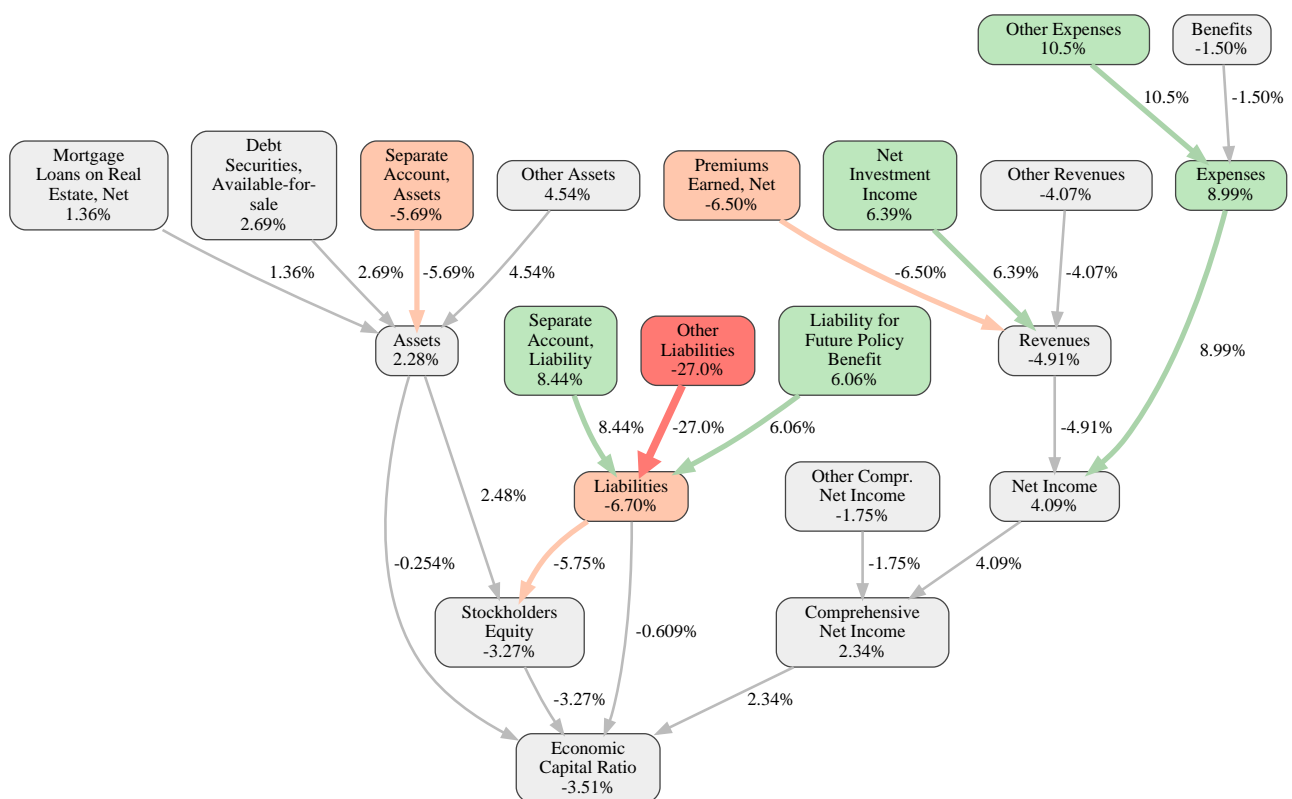 Other Expenses
10.5%
Benefits
-1.50%
10.5%
-1.50%
Mortgage
Loans on Real
Estate, Net
1.36%
Debt
Securities,
Available-for-
sale
2.69%
Separate
Account,
Assets
-5.69%
Other Assets
4.54%
Premiums
Earned, Net
-6.50%
Net
Investment
Income
6.39%
Other Revenues
-4.07%
Expenses
8.99%
1.36%
2.69%
-5.69%
4.54%
-6.50%
6.39%
-4.07%
Assets
2.28%
Separate
Account,
Liability
8.44%
Other
Liabilities
-27.0%
Liability for
Future Policy
Benefit
6.06%
Revenues
-4.91%
8.99%
8.44%
-27.0%
6.06%
-4.91%
2.48%
Liabilities
-6.70%
Other Compr.
Net Income
-1.75%
Net Income
4.09%
-0.254%
-5.75%
-1.75%
4.09%
Stockholders
Equity
-3.27%
-0.609%
Comprehensive
Net Income
2.34%
-3.27%
2.34%
Economic
Capital Ratio
-3.51%